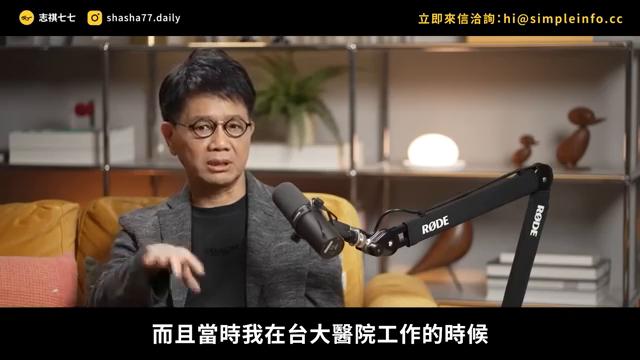 志祺七七
shasha77.daily
立即來信洽詢：hi@simpleinfo.cc
RØDE
RØDE
而且當時我在台大醫院工作的時候